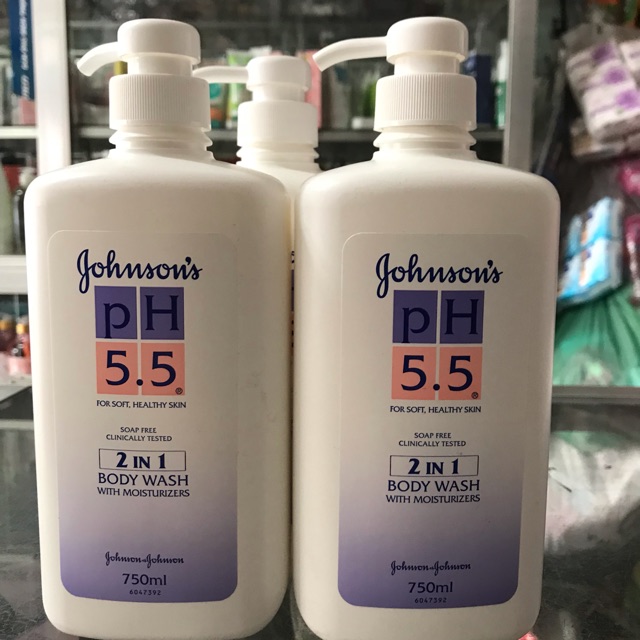 Johnson's
pH
5.5®
FOR SOFT, HEALTHY SKIN
SOAP FREE
CLINICALLY TESTED
2 IN 1
BODY WASH
WITH MOISTURIZERS
Johnson & Johnson
750ml
6047392
Johnson's
pH
5.5®
FOR SOFT, HEALTHY SKIN
SOAP FREE
CLINICALLY TESTED
2 IN 1
BODY WASH
WITH MOISTURIZERS
Johnson & Johnson
750ml
6047392